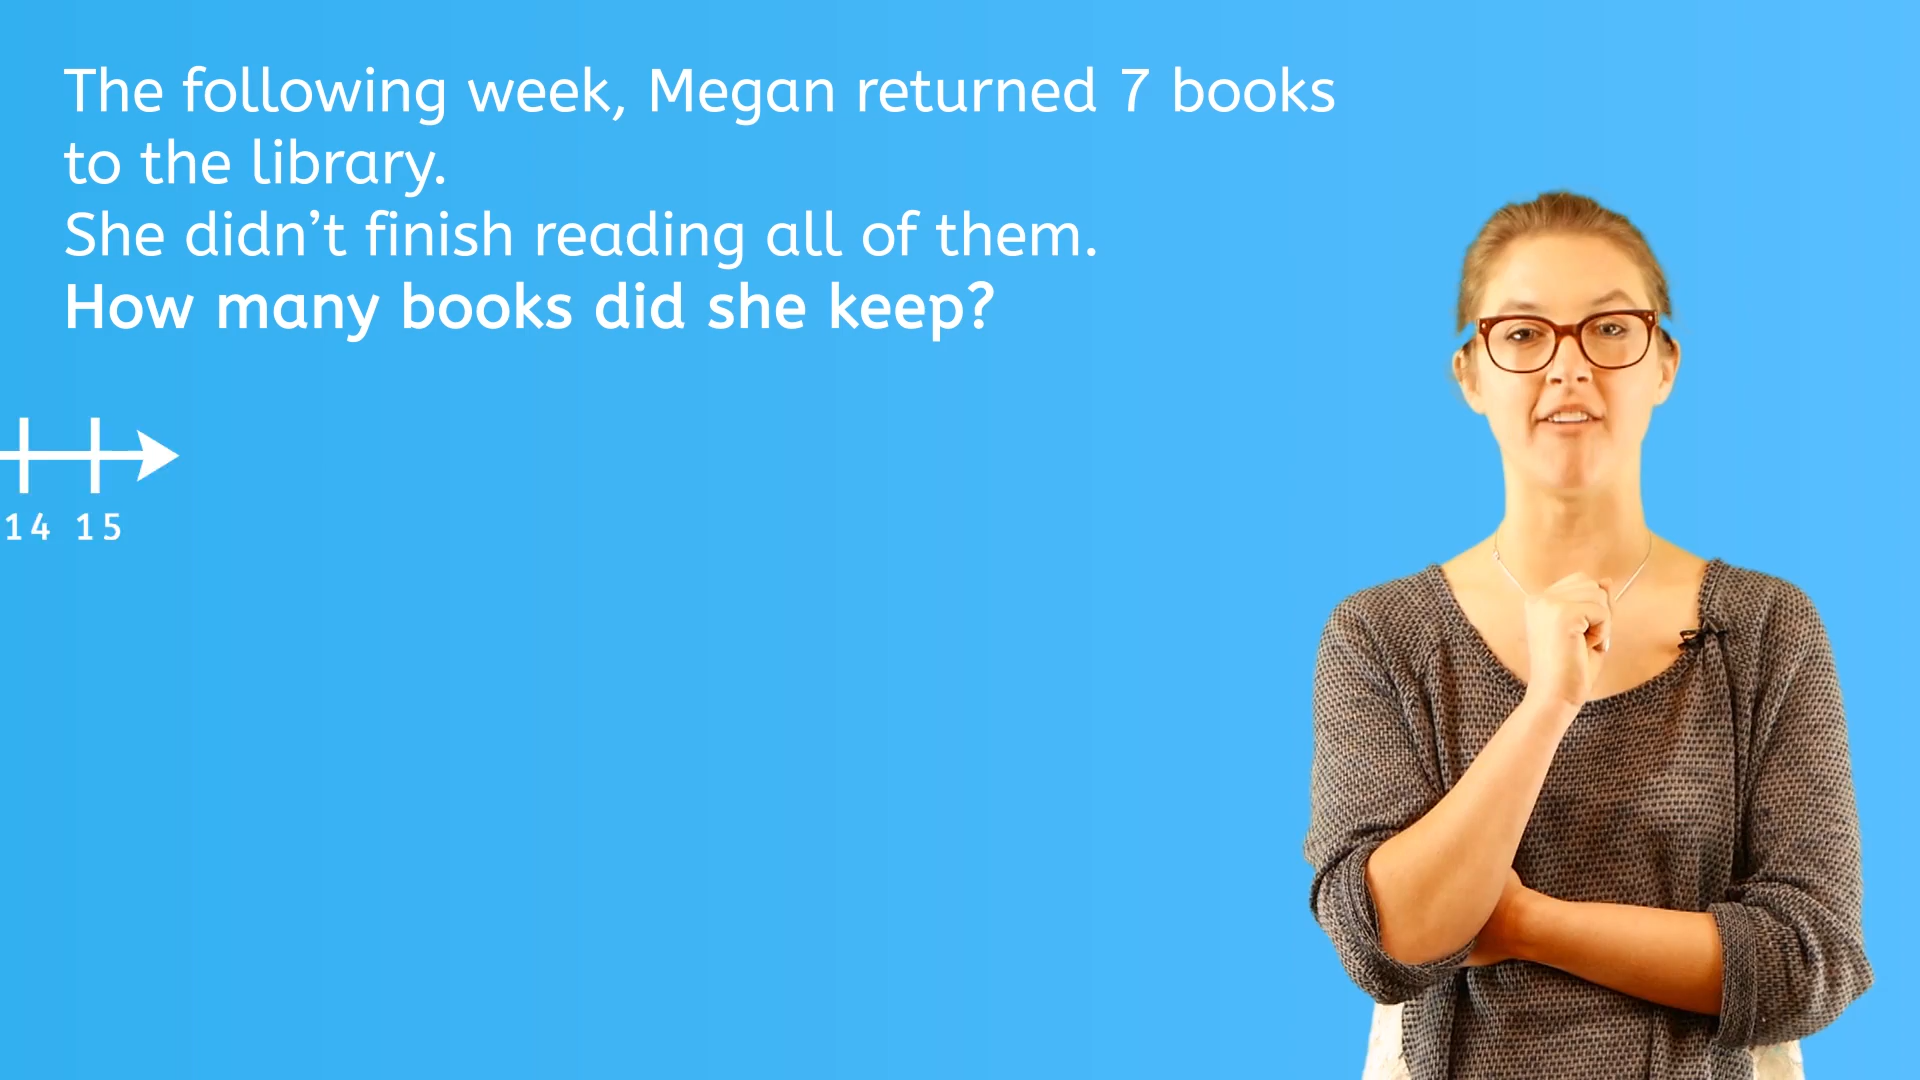 The following week, Megan returned 7 books
to the library.
She didn’t finish reading all of them.
How many books did she keep?
14 15